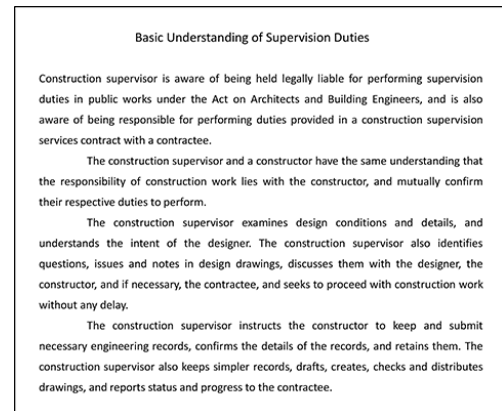 Basic Understanding of Supervision Duties
Construction supervisor is aware of being held legally liable for performing supervision
duties in public works under the Act on Architects and Building Engineers, and is also
aware of being responsible for performing duties provided in a construction supervision
services contract with a contractee.
The construction supervisor and a constructor have the same understanding that
the responsibility of construction work lies with the constructor, and mutually confirm
their respective duties to perform.
The construction supervisor examines design conditions and details, and
understands the intent of the designer. The construction supervisor also identifies
questions, issues and notes in design drawings, discusses them with the designer, the
constructor, and if necessary, the contractee, and seeks to proceed with construction work
without any delay.
The construction supervisor instructs the constructor to keep and submit
necessary engineering records, confirms the details of the records, and retains them. The
construction supervisor also keeps simpler records, drafts, creates, checks and distributes
drawings, and reports status and progress to the contractee.